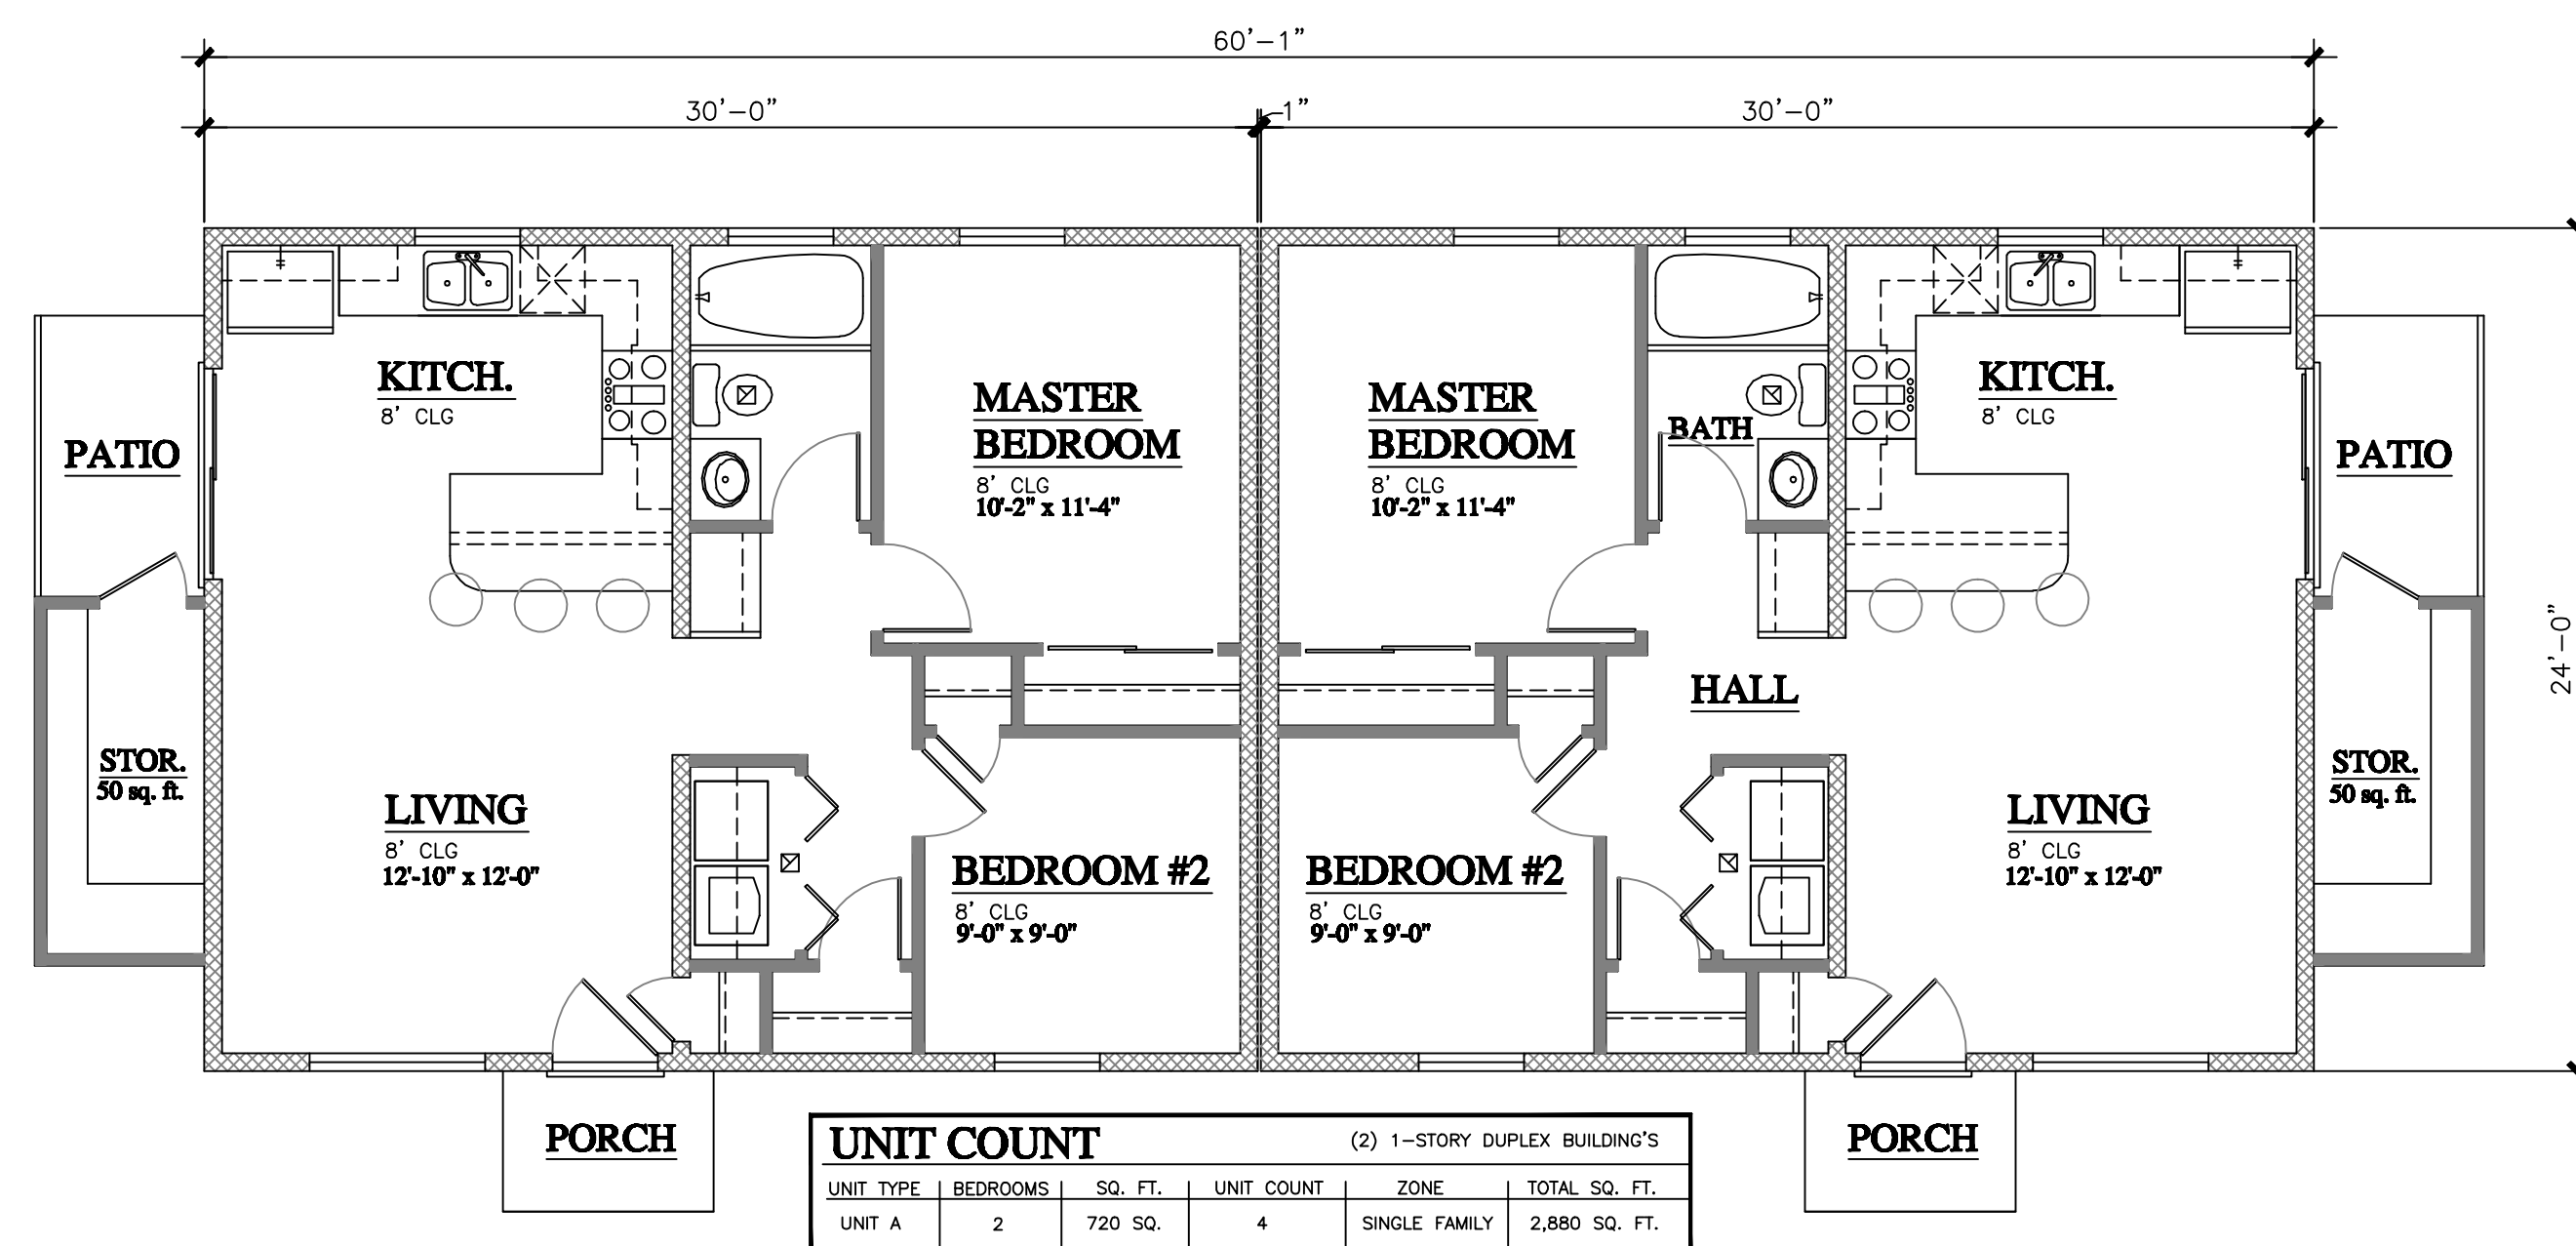 60'-1"
30'-0"
1"
30'-0"
KITCH.
8' CLG
MASTER
BEDROOM
8' CLG
10'-2" x 11'-4"
MASTER
BEDROOM
8' CLG
10'-2" x 11'-4"
BATH
KITCH.
8' CLG
PATIO
PATIO
24'-0"
HALL
STOR.
50 sq. ft.
LIVING
8' CLG
12'-10" x 12'-0"
BEDROOM #2
8' CLG
9'-0" x 9'-0"
BEDROOM #2
8' CLG
9'-0" x 9'-0"
LIVING
8' CLG
12'-10" x 12'-0"
STOR.
50 sq. ft.
PORCH
PORCH
UNIT COUNT (2) 1-STORY DUPLEX BUILDING'S
UNIT TYPE BEDROOMS SQ. FT. UNIT COUNT ZONE TOTAL SQ. FT.
UNIT A 2 720 SQ. 4 SINGLE FAMILY 2,880 SQ. FT.